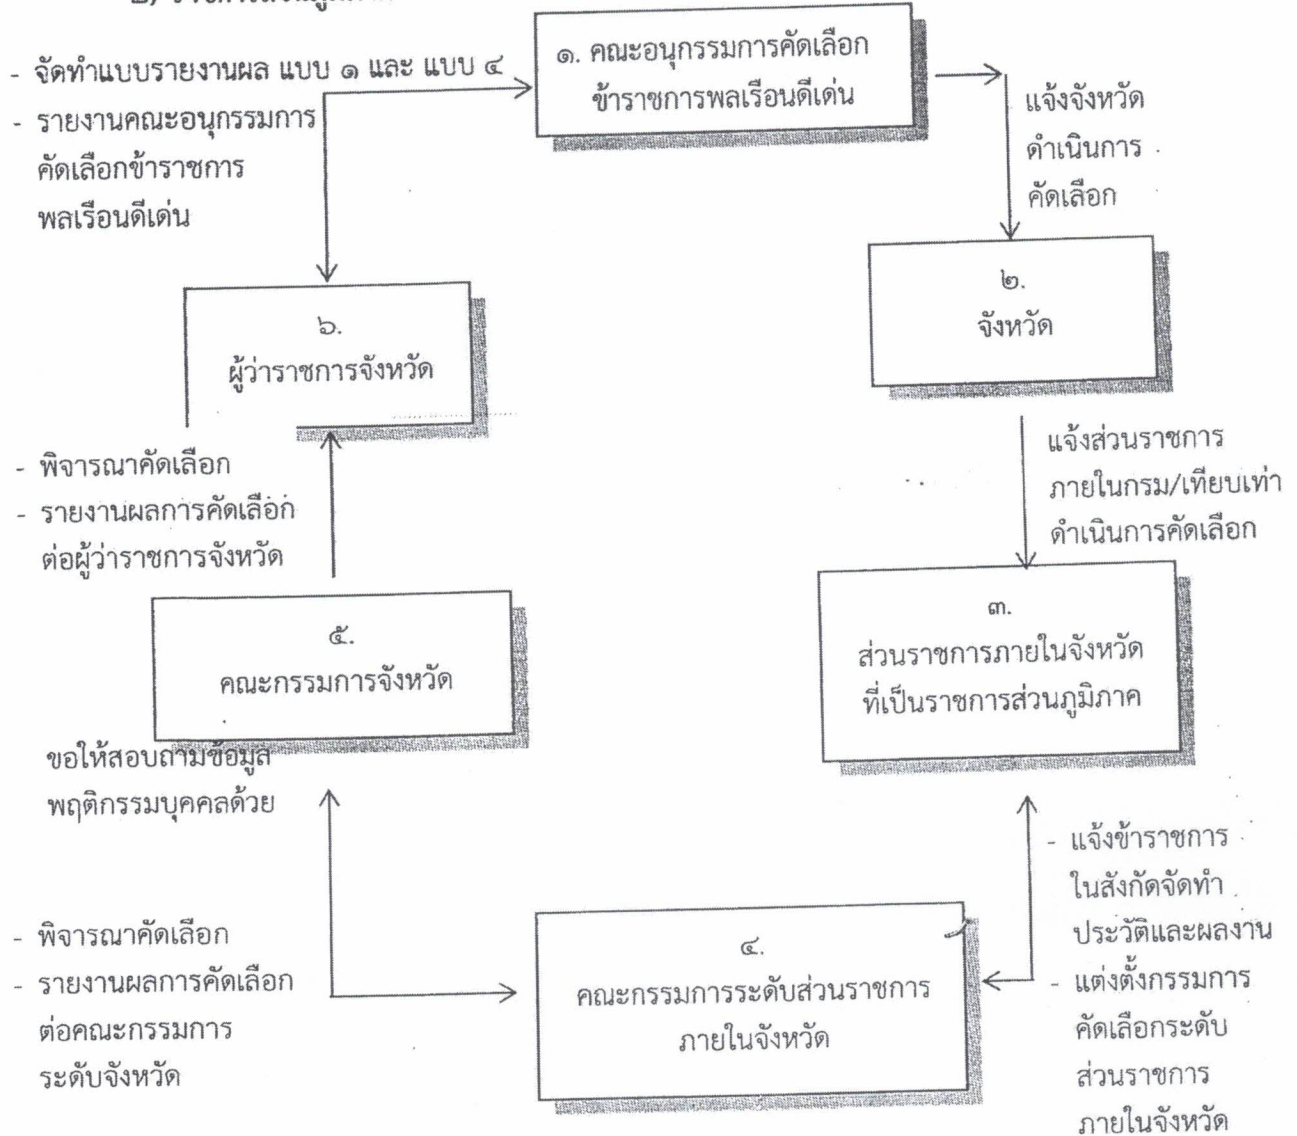 - จัดทำแบบรายงานผล แบบ ๑ และ แบบ ๔
- รายงานคณะอนุกรรมการ
คัดเลือกข้าราชการ
พลเรือนดีเด่น
๑. คณะอนุกรรมการคัดเลือก
ข้าราชการพลเรือนดีเด่น
แจ้งจังหวัด
ดำเนินการ
คัดเลือก
๒.
จังหวัด
แจ้งส่วนราชการ
ภายในกรม/เทียบเท่า
ดำเนินการคัดเลือก
๓.
ส่วนราชการภายในจังหวัด
ที่เป็นราชการส่วนภูมิภาค
- แจ้งข้าราชการ
ในสังกัดจัดทำ
ประวัติและผลงาน
- แต่งตั้งกรรมการ
คัดเลือกระดับ
ส่วนราชการ
ภายในจังหวัด
๔.
คณะกรรมการระดับส่วนราชการ
ภายในจังหวัด
- พิจารณาคัดเลือก
- รายงานผลการคัดเลือก
ต่อคณะกรรมการ
ระดับจังหวัด
๕.
คณะกรรมการจังหวัด
ขอให้สอบถามข้อมูล
พฤติกรรมบุคคลด้วย
- พิจารณาคัดเลือก
- รายงานผลการคัดเลือก
ต่อผู้ว่าราชการจังหวัด
๖.
ผู้ว่าราชการจังหวัด